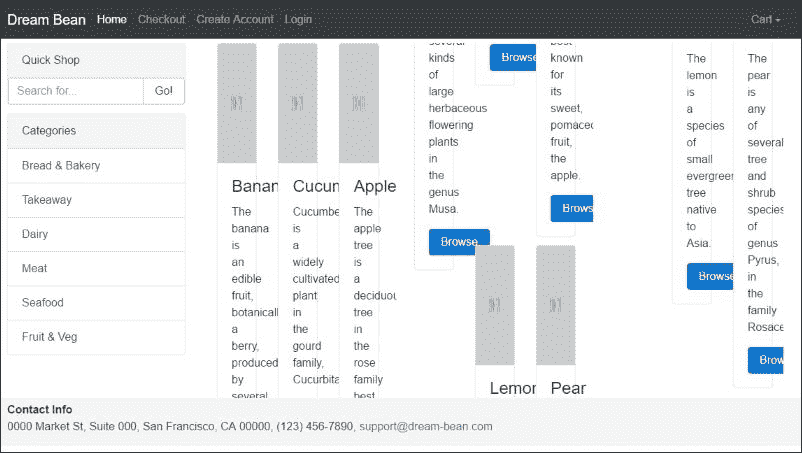 Dream Bean Home Checkout Create Account Login Cart
Quick Shop
Search for... Go!
Categories
Bread & Bakery
Takeaway
Dairy
Meat
Seafood
Fruit & Veg
Banan
The
banana
is
an
edible
fruit,
botanicall
a
berry,
produced
by
several
Cucun
Cucumbe
is
a
widely
cultivated
plant
in
the
gourd
family,
Cucurbita
Apple
The
apple
tree
is
a
deciduou
tree
in
the
rose
family
best
several
kinds
of
large
herbaceous
flowering
plants
in
the
genus
Musa.
Browse
Browse
best
known
for
its
sweet,
pomaced
fruit,
the
apple.
Brows
Lemon
Pear
The
lemon
is
a
species
of
small
evergreen
tree
native
to
Asia.
Browse
The
pear
is
any
of
several
tree
and
shrub
species
of
genus
Pyrus,
in
the
family
Rosace
Brow
Contact Info
0000 Market St, Suite 000, San Francisco, CA 00000, (123) 456-7890, support@dream-bean.com